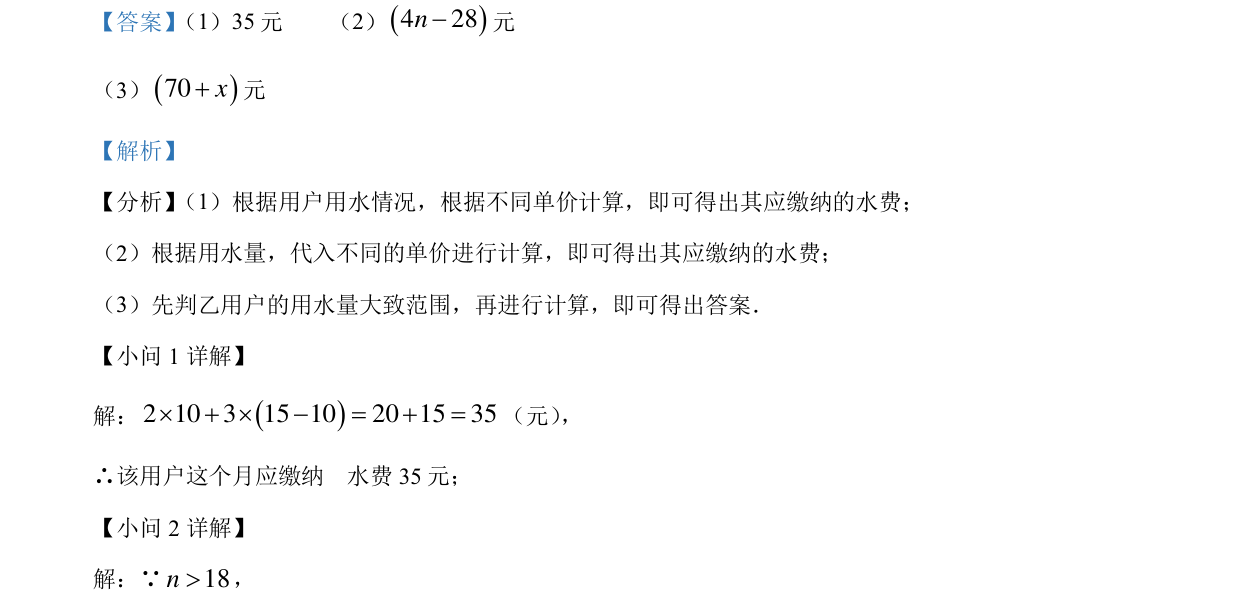 【答案】（1）35 元 （2）(4n－28) 元
（3）(70＋x) 元
【解析】
【分析】（1）根据用户用水情况，根据不同单价计算，即可得出其应缴纳的水费；
（2）根据用水量，代入不同的单价进行计算，即可得出其应缴纳的水费；
（3）先判乙用户的用水量大致范围，再进行计算，即可得出答案．
【小问 1 详解】
解：2×10＋3×(15－10)＝20＋15＝35（元），
∴该用户这个月应缴纳 水费 35 元；
【小问 2 详解】
解：∵n＞18，